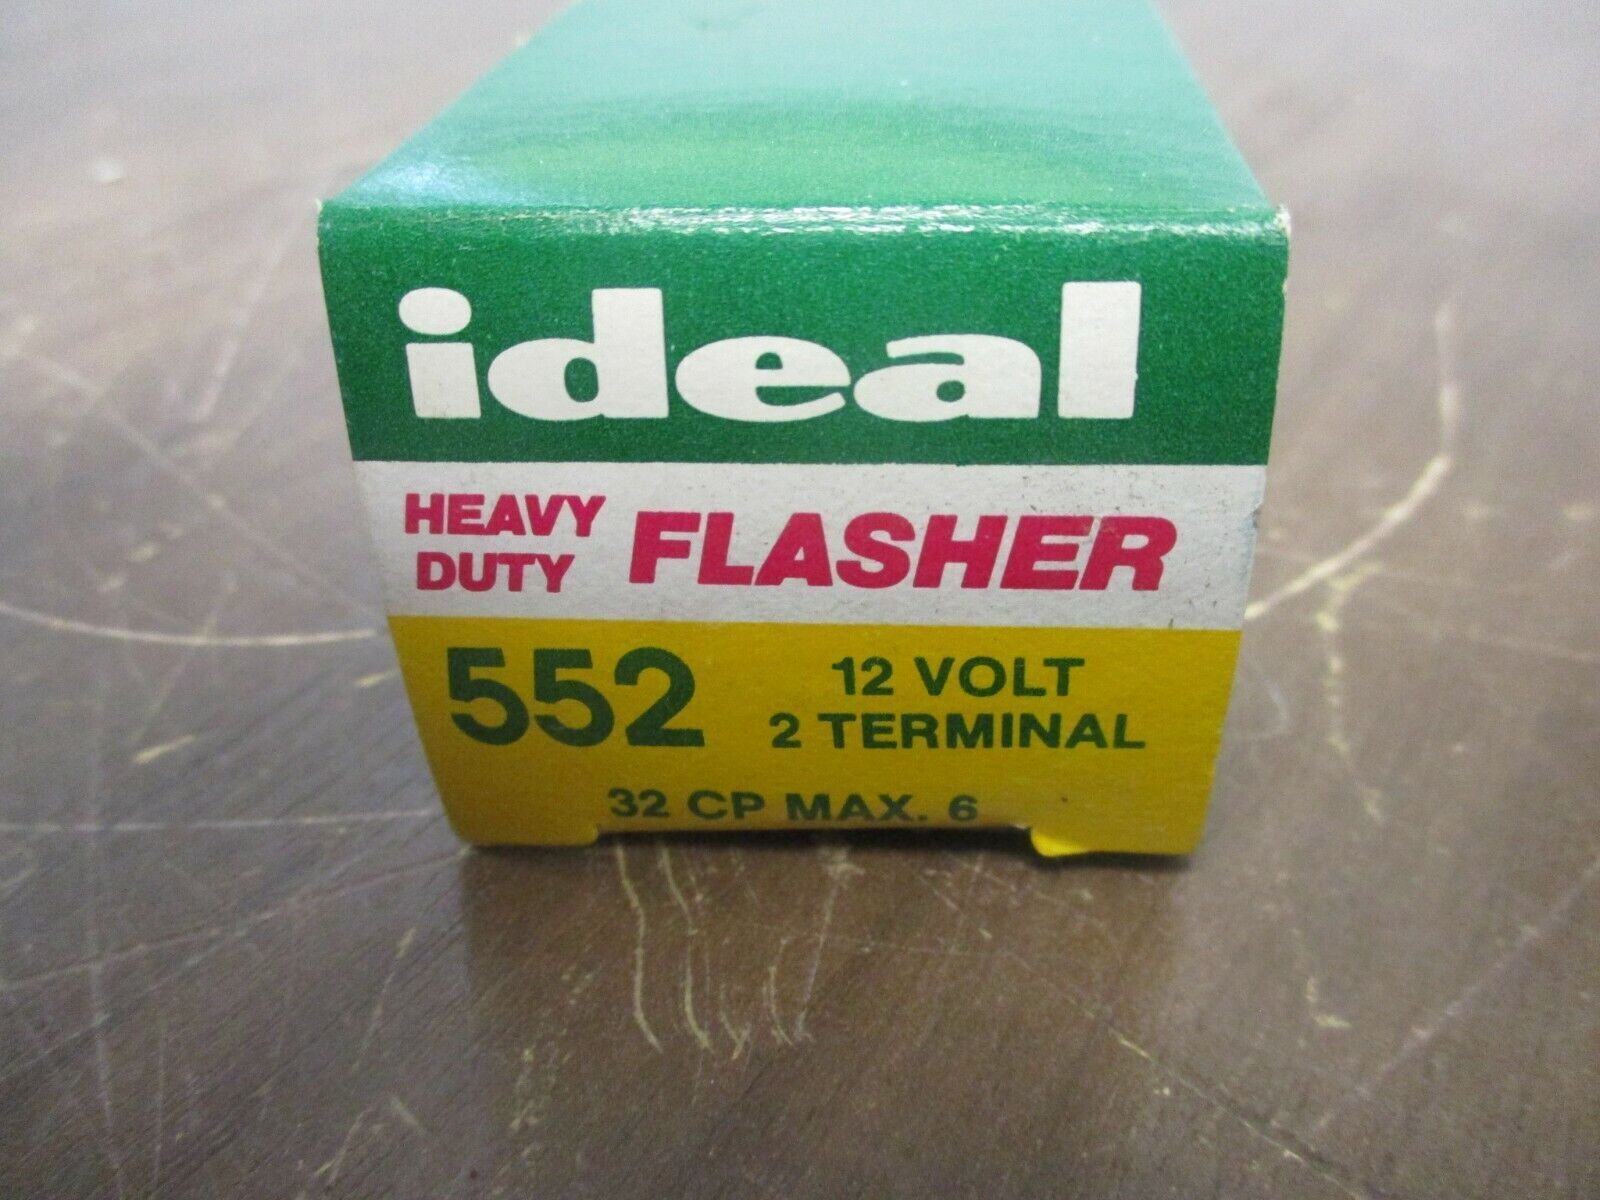 ideal
HEAVY DUTY FLASHER
552 12 VOLT
2 TERMINAL
32 CP MAX. 6